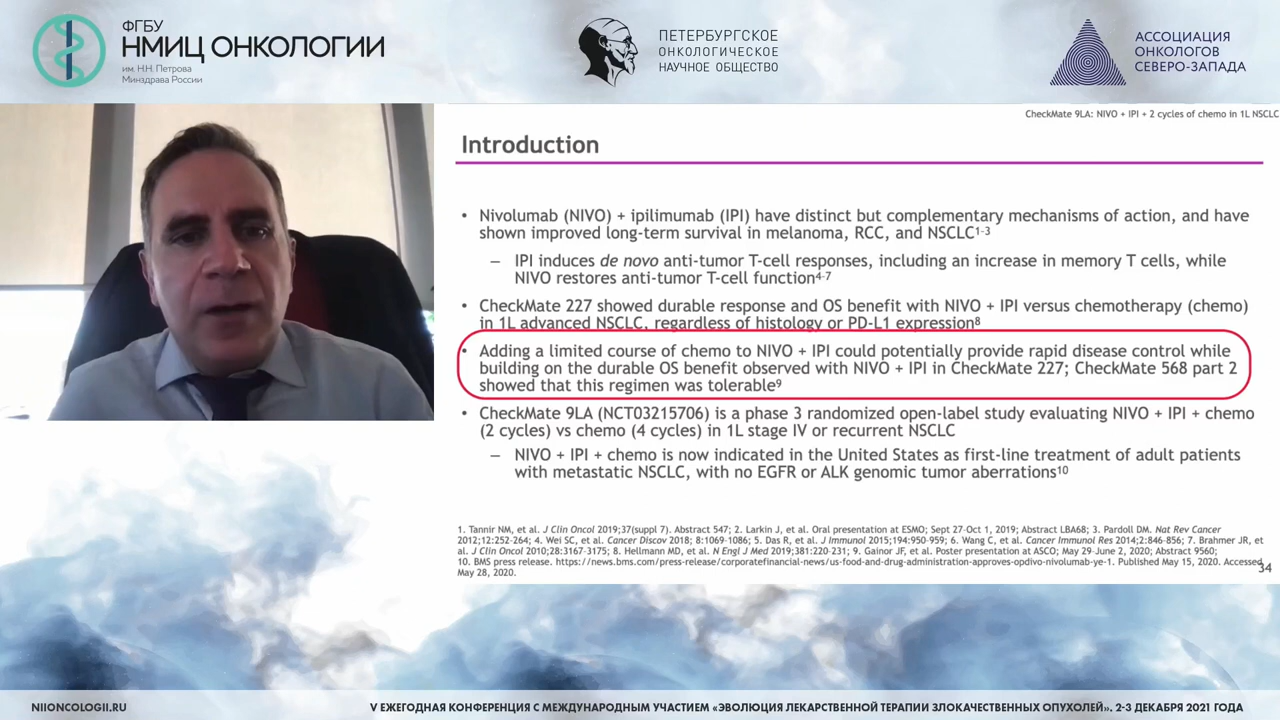 ФГБУ
НМИЦ ОНКОЛОГИИ
им. Н.Н. Петрова
Минздрава России
ПЕТЕРБУРГСКОЕ
ОНКОЛОГИЧЕСКОЕ
НАУЧНОЕ ОБЩЕСТВО
АССОЦИАЦИЯ
ОНКОЛОГОВ
СЕВЕРО-ЗАПАДА
CheckMate 9LA: NIVO + IPI + 2 cycles of chemo in 1L NSCLC
Introduction
• Nivolumab (NIVO) + ipilimumab (IPI) have distinct but complementary mechanisms of action, and have
shown improved long-term survival in melanoma, RCC, and NSCLC¹⁻³
– IPI induces de novo anti-tumor T-cell responses, including an increase in memory T cells, while
NIVO restores anti-tumor T-cell function⁴⁻⁷
• CheckMate 227 showed durable response and OS benefit with NIVO + IPI versus chemotherapy (chemo)
in 1L advanced NSCLC, regardless of histology or PD-L1 expression⁸
• Adding a limited course of chemo to NIVO + IPI could potentially provide rapid disease control while
building on the durable OS benefit observed with NIVO + IPI in CheckMate 227; CheckMate 568 part 2
showed that this regimen was tolerable⁹
• CheckMate 9LA (NCT03215706) is a phase 3 randomized open-label study evaluating NIVO + IPI + chemo
(2 cycles) vs chemo (4 cycles) in 1L stage IV or recurrent NSCLC
– NIVO + IPI + chemo is now indicated in the United States as first-line treatment of adult patients
with metastatic NSCLC, with no EGFR or ALK genomic tumor aberrations¹⁰
1. Tannir NM, et al. J Clin Oncol 2019;37(suppl 7). Abstract 547; 2. Larkin J, et al. Oral presentation at ESMO; Sept 27-Oct 1, 2019; Abstract LBA68; 3. Pardoll DM. Nat Rev Cancer
2012;12:252-264; 4. Wei SC, et al. Cancer Discov 2018; 8:1069-1086; 5. Das R, et al. J Immunol 2015;194:950-959; 6. Wang C, et al. Cancer Immunol Res 2014;2:846-856; 7. Brahmer JR, et
al. J Clin Oncol 2010;28:3167-3175; 8. Hellmann MD, et al. N Engl J Med 2019;381:220-231; 9. Gainor JF, et al. Poster presentation at ASCO; May 29-June 2, 2020; Abstract 9560;
10. BMS press release. https://news.bms.com/press-release/corporatefinancial-news/us-food-and-drug-administration-approves-opdivo-nivolumab-ye-1. Published May 15, 2020. Accessed
May 28, 2020.
34
NIIONCOLOGII.RU
V ЕЖЕГОДНАЯ КОНФЕРЕНЦИЯ С МЕЖДУНАРОДНЫМ УЧАСТИЕМ «ЭВОЛЮЦИЯ ЛЕКАРСТВЕННОЙ ТЕРАПИИ ЗЛОКАЧЕСТВЕННЫХ ОПУХОЛЕЙ». 2-3 ДЕКАБРЯ 2021 ГОДА